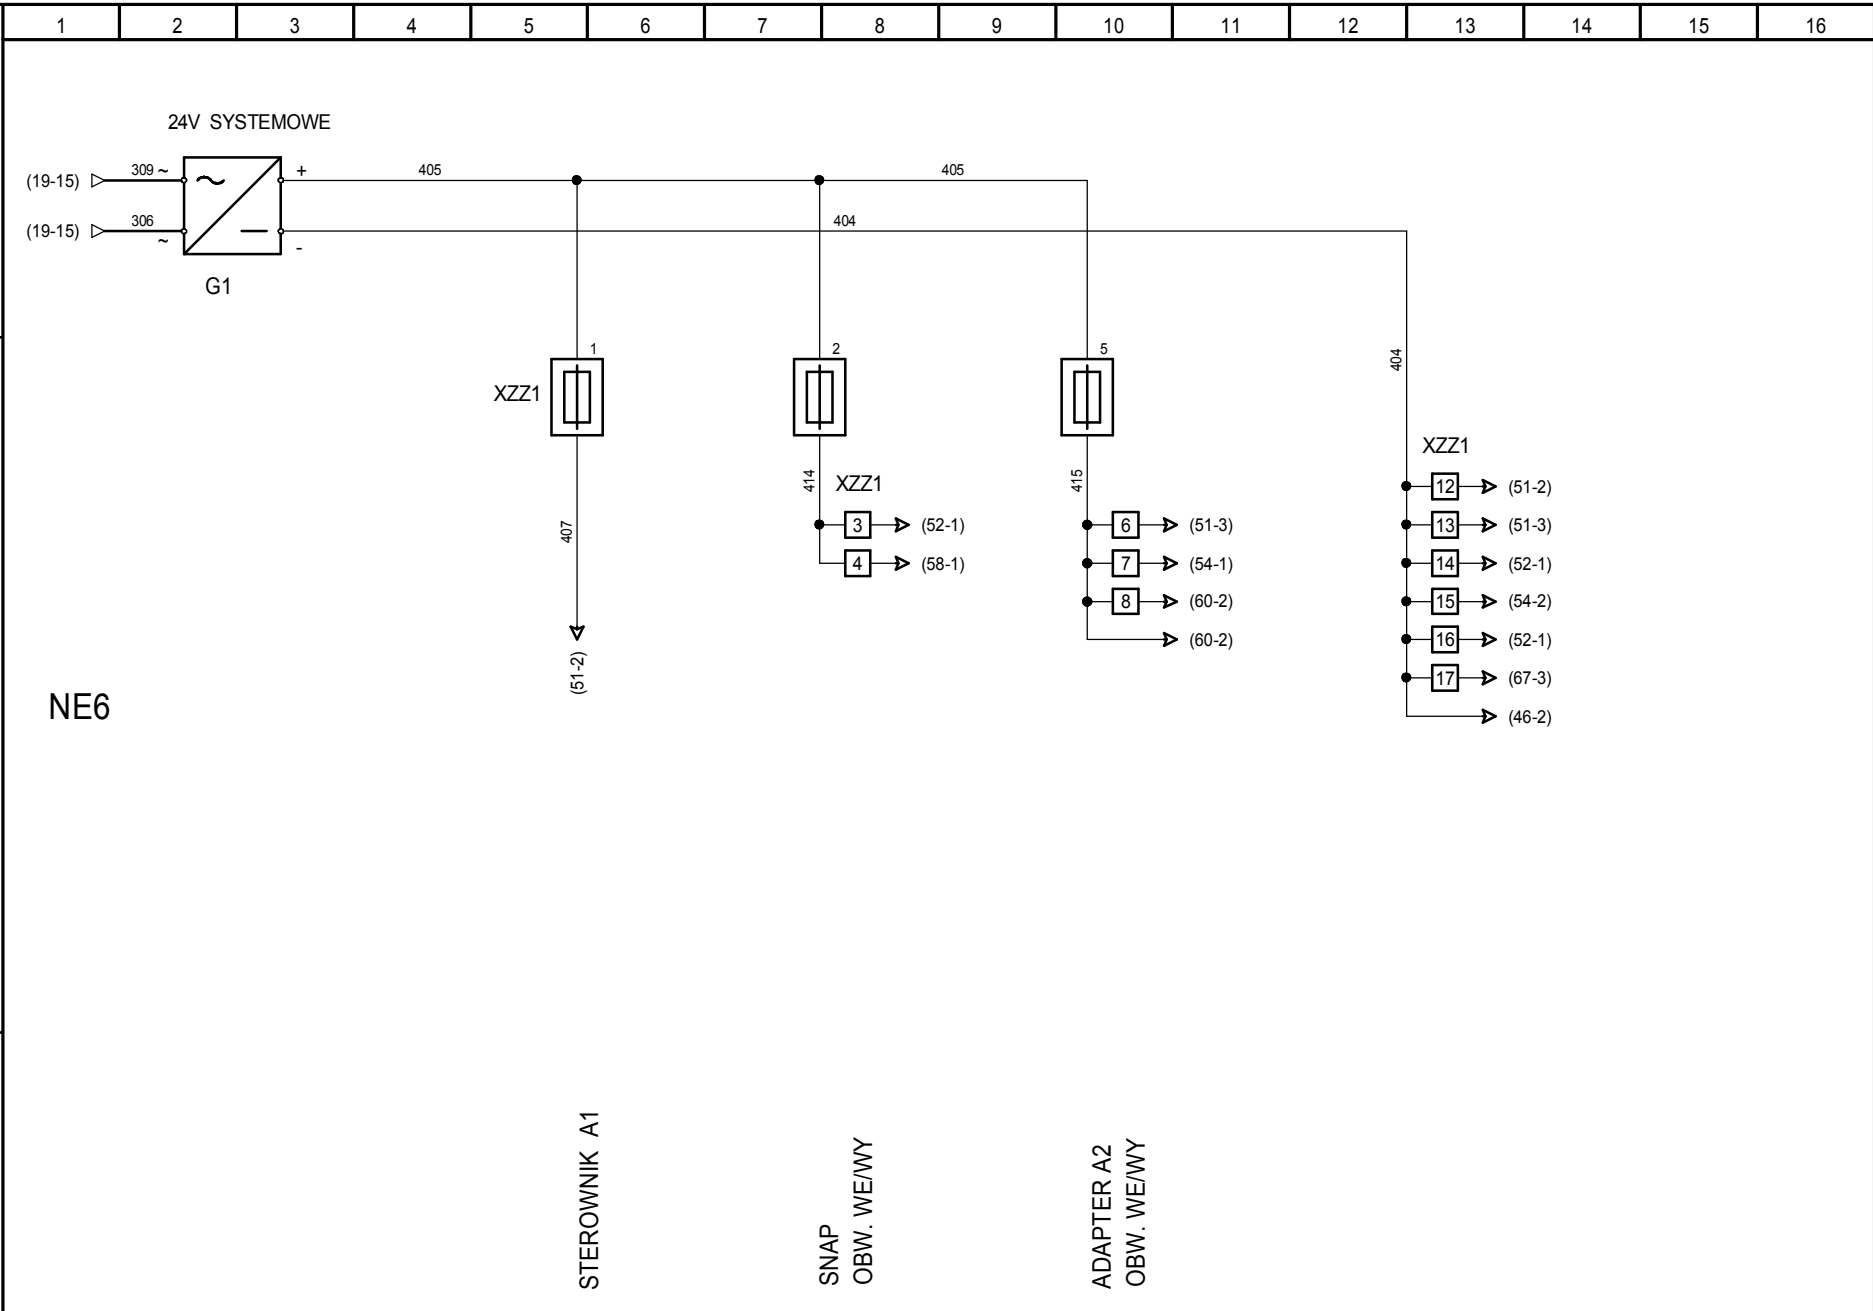 1 2 3 4 5 6 7 8 9 10 11 12 13 14 15 16
24V SYSTEMOWE
(19-15) 309 ~ + 405 405
(19-15) 306 ~ - 404
G1
1 2 5 404
XZZ1
XZZ1
414 XZZ1 415
12 (51-2)
407
3 (52-1) 6 (51-3) 13 (51-3)
4 (58-1) 7 (54-1) 14 (52-1)
8 (60-2) 15 (54-2)
(60-2) 16 (52-1)
(51-2) 17 (67-3)
NE6
(46-2)
STEROWNIK A1
SNAP
OBW. WE/WY
ADAPTER A2
OBW. WE/WY